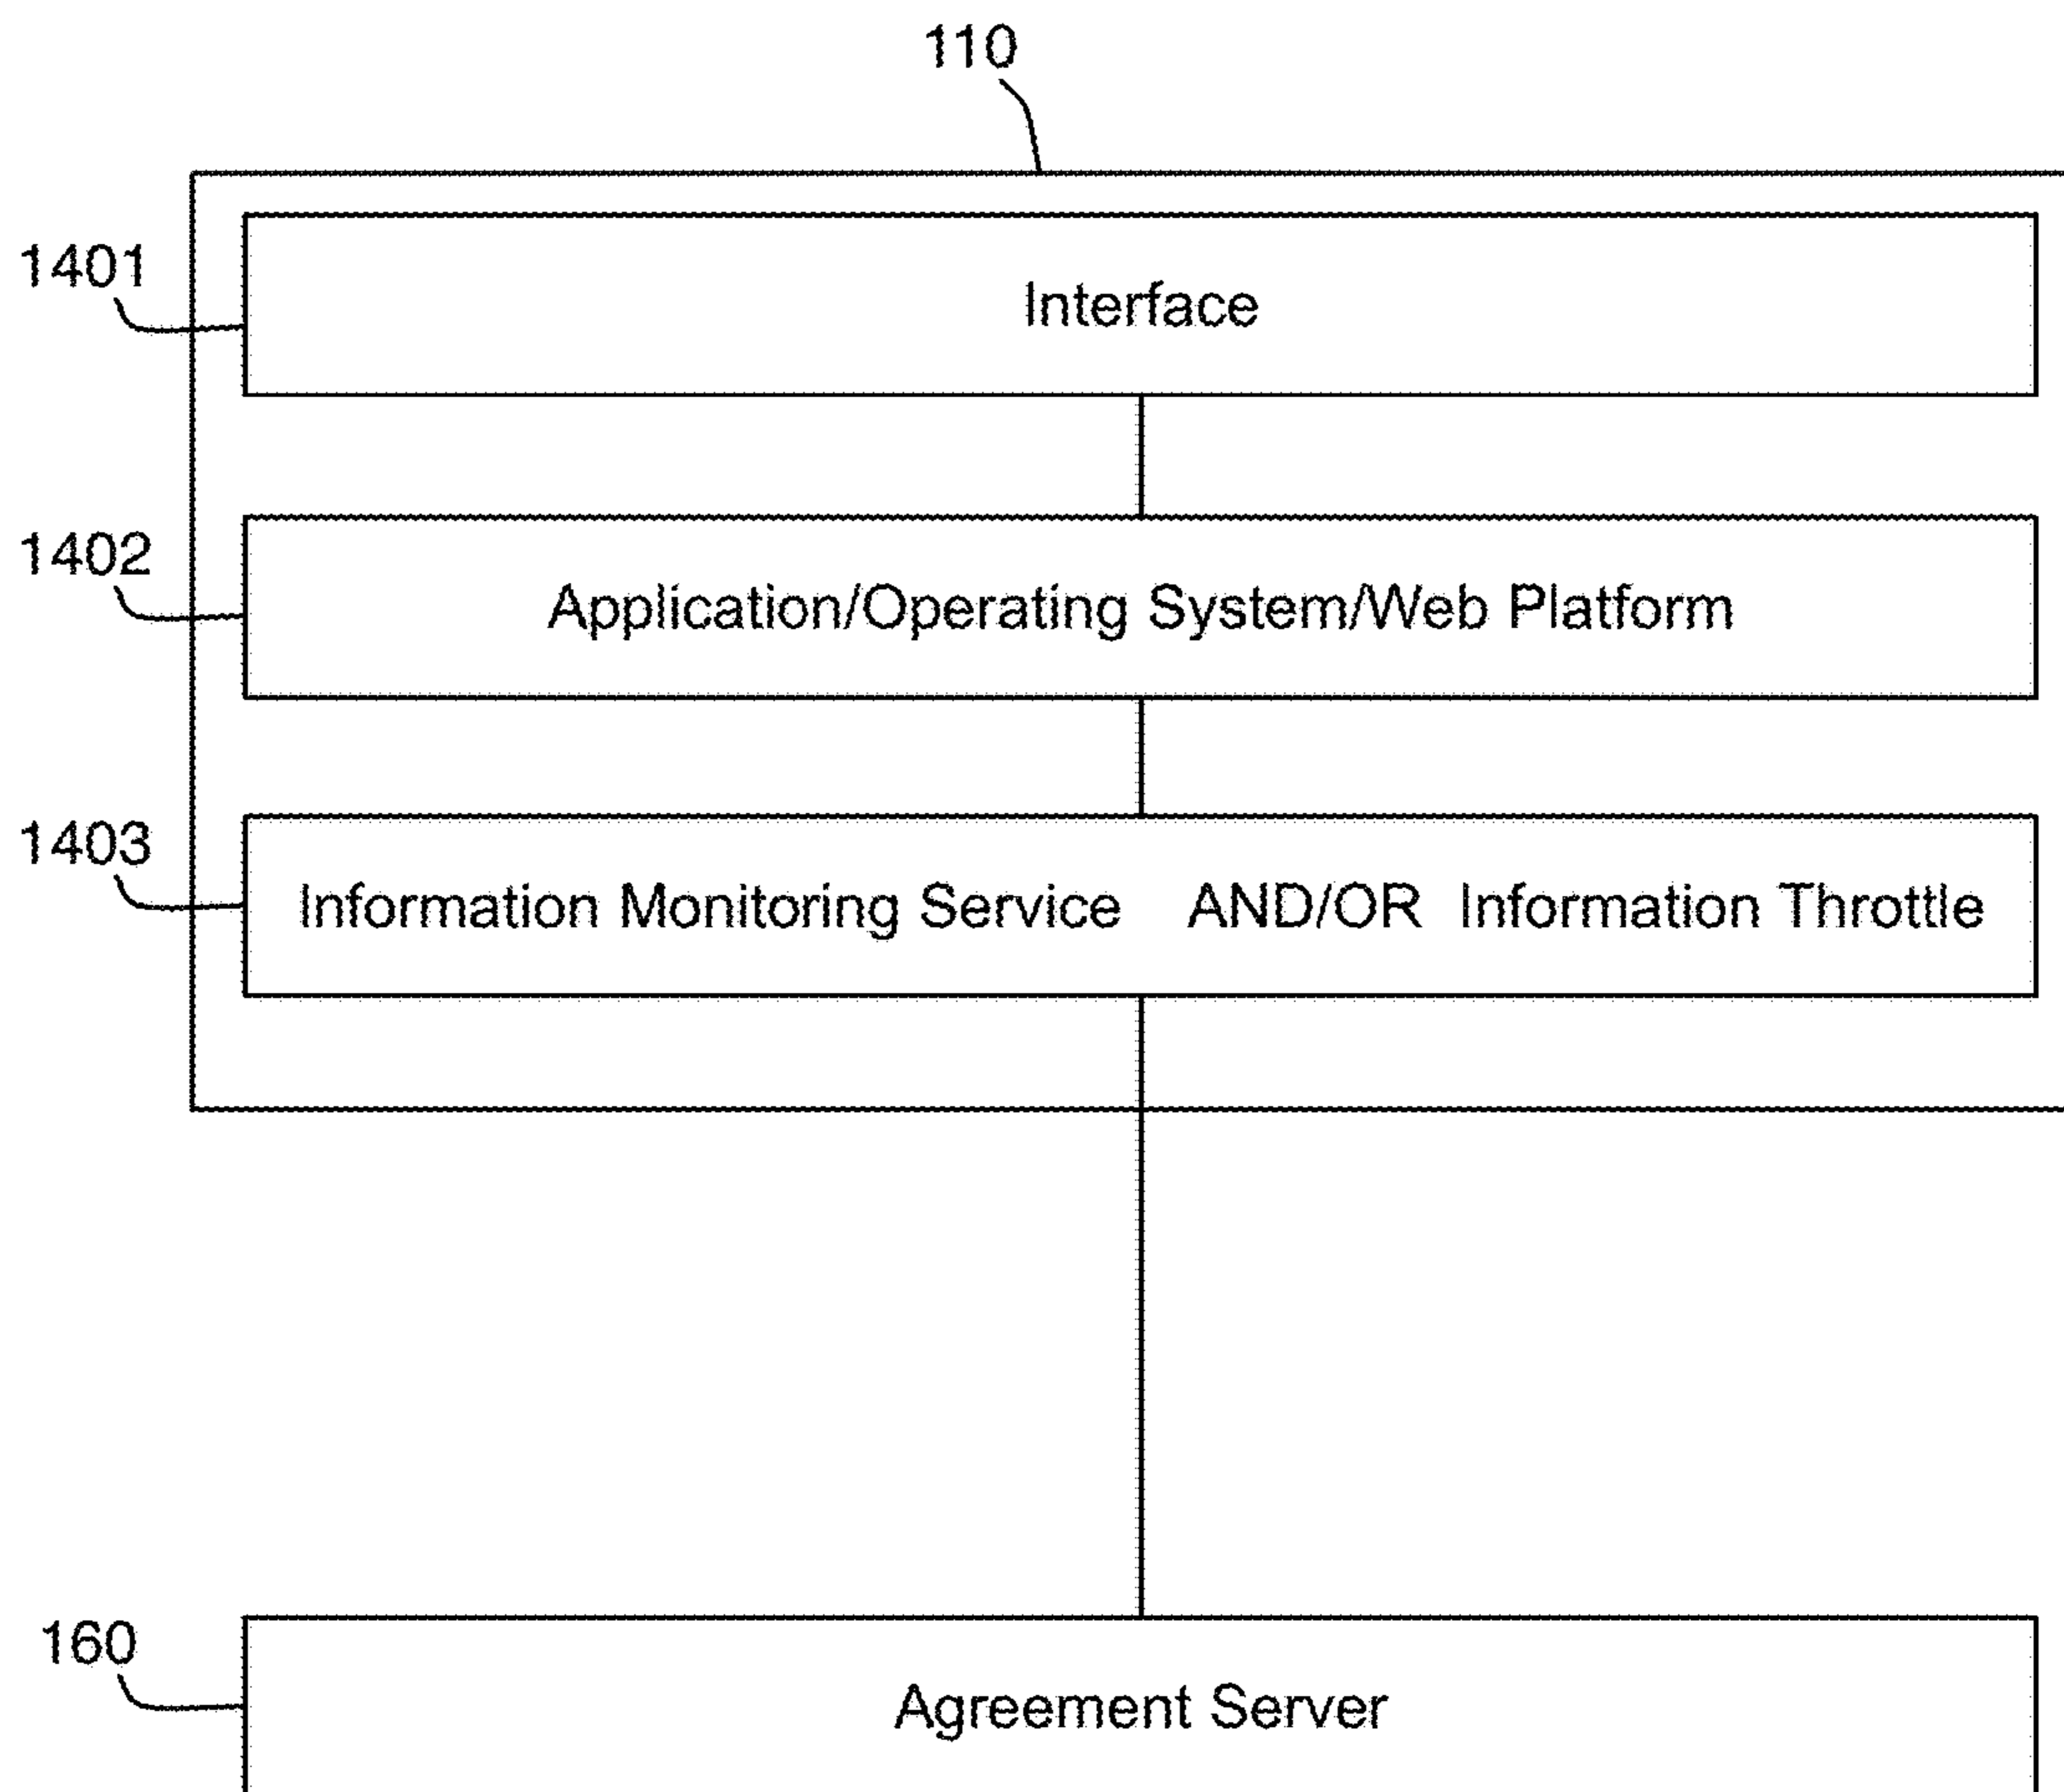 110
1401
Interface
1402
Application/Operating System/Web Platform
1403
Information Monitoring Service AND/OR Information Throttle
160
Agreement Server